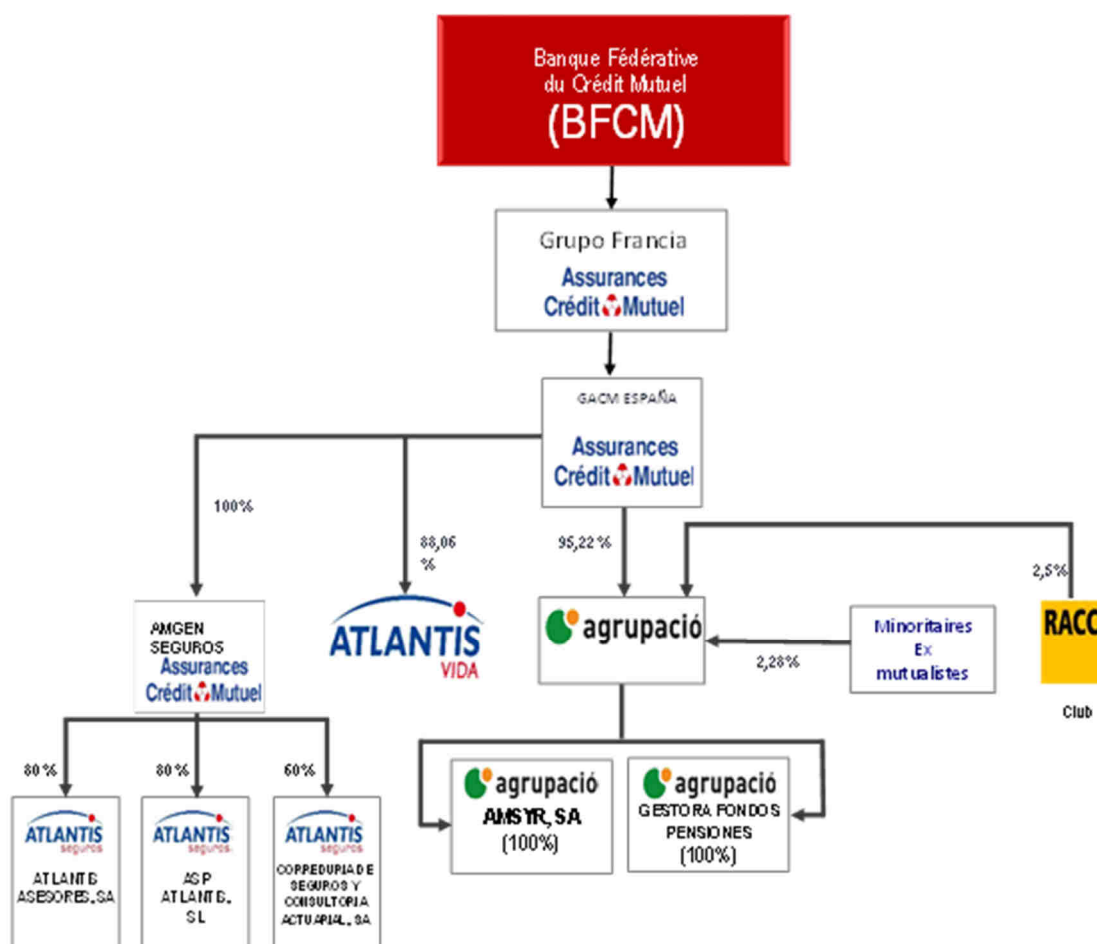 Banque Fédérative
du Crédit Mutuel
(BFCM)
Grupo Francia
Assurances
Crédit Mutuel
GACM ESPAÑA
Assurances
Crédit Mutuel
100%
88,06
%
95,22 %
2,5%
AMGEN
SEGUROS
Assurances
Crédit Mutuel
ATLANTIS
VIDA
agrupació
2,28%
Minoritaires
Ex
mutualistes
RACC
Club
80%
80%
60%
ATLANTIS
seguros
ATLANTIS
ASESORES, SA
ATLANTIS
seguros
ASP
ATLANTIS,
SL
ATLANTIS
seguros
CORREDURIA DE
SEGUROS Y
CONSULTORIA
ACTUARIAL, SA
agrupació
AMSYR, SA
(100%)
agrupació
GESTORA FONDOS
PENSIONES
(100%)